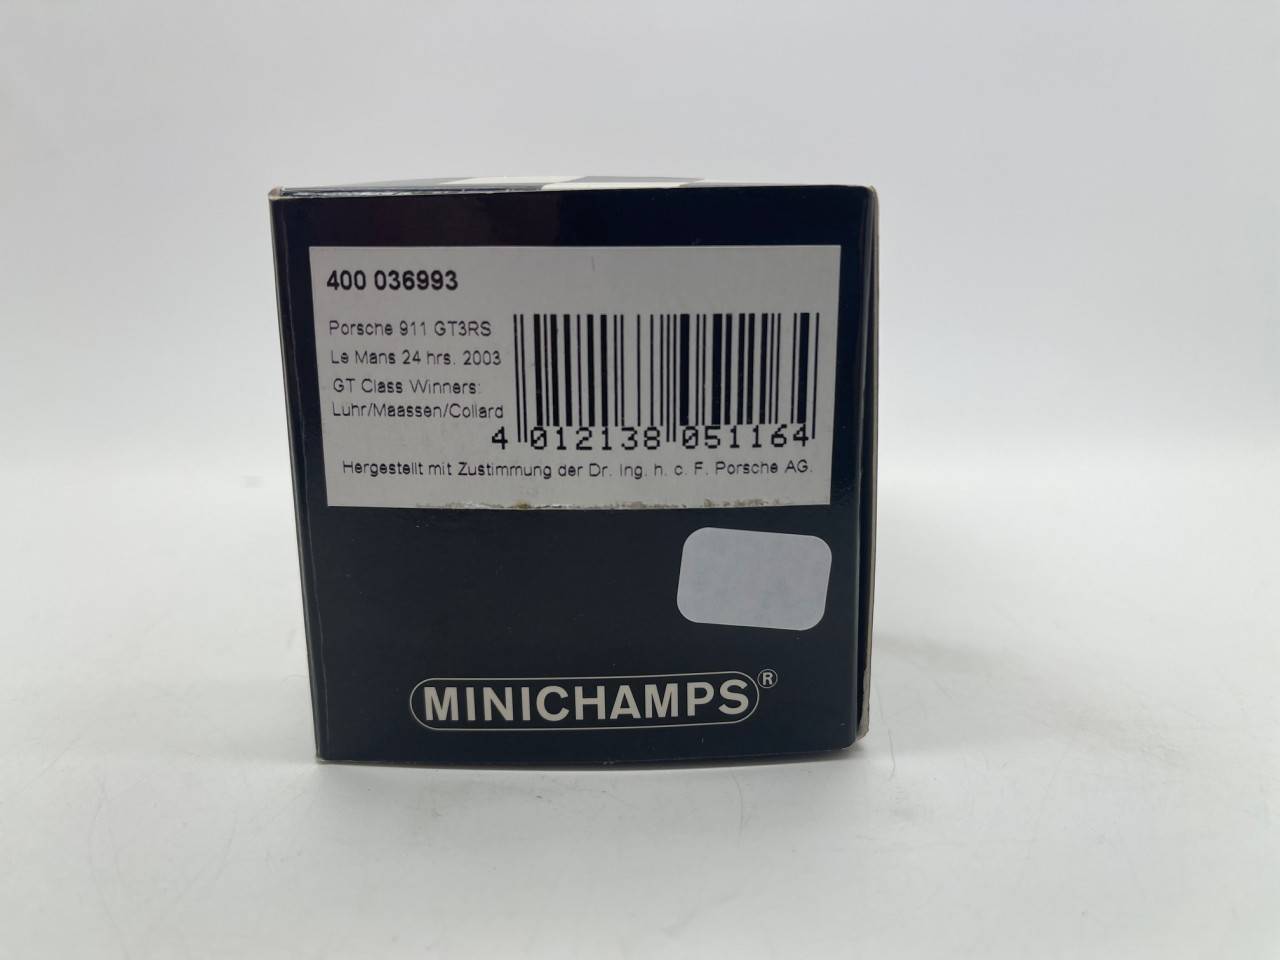 400 036993
Porsche 911 GT3RS
Le Mans 24 hrs. 2003
GT Class Winners:
Luhr/Maassen/Collard
4 012138 051164
Hergestellt mit Zustimmung der Dr. Ing. h. c. F. Porsche AG.
MINICHAMPS®